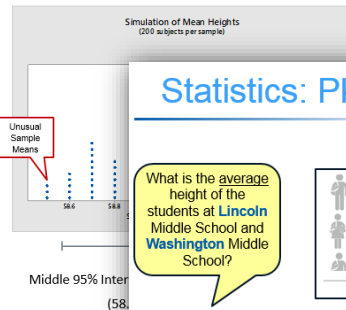 Simulation of Mean Heights
(200 subjects per sample)
Unusual
Sample
Means
58.6
58.8
Statistics: Pl
What is the average
height of the
students at Lincoln
Middle School and
Washington Middle
School?
Middle 95% Inter
(58.